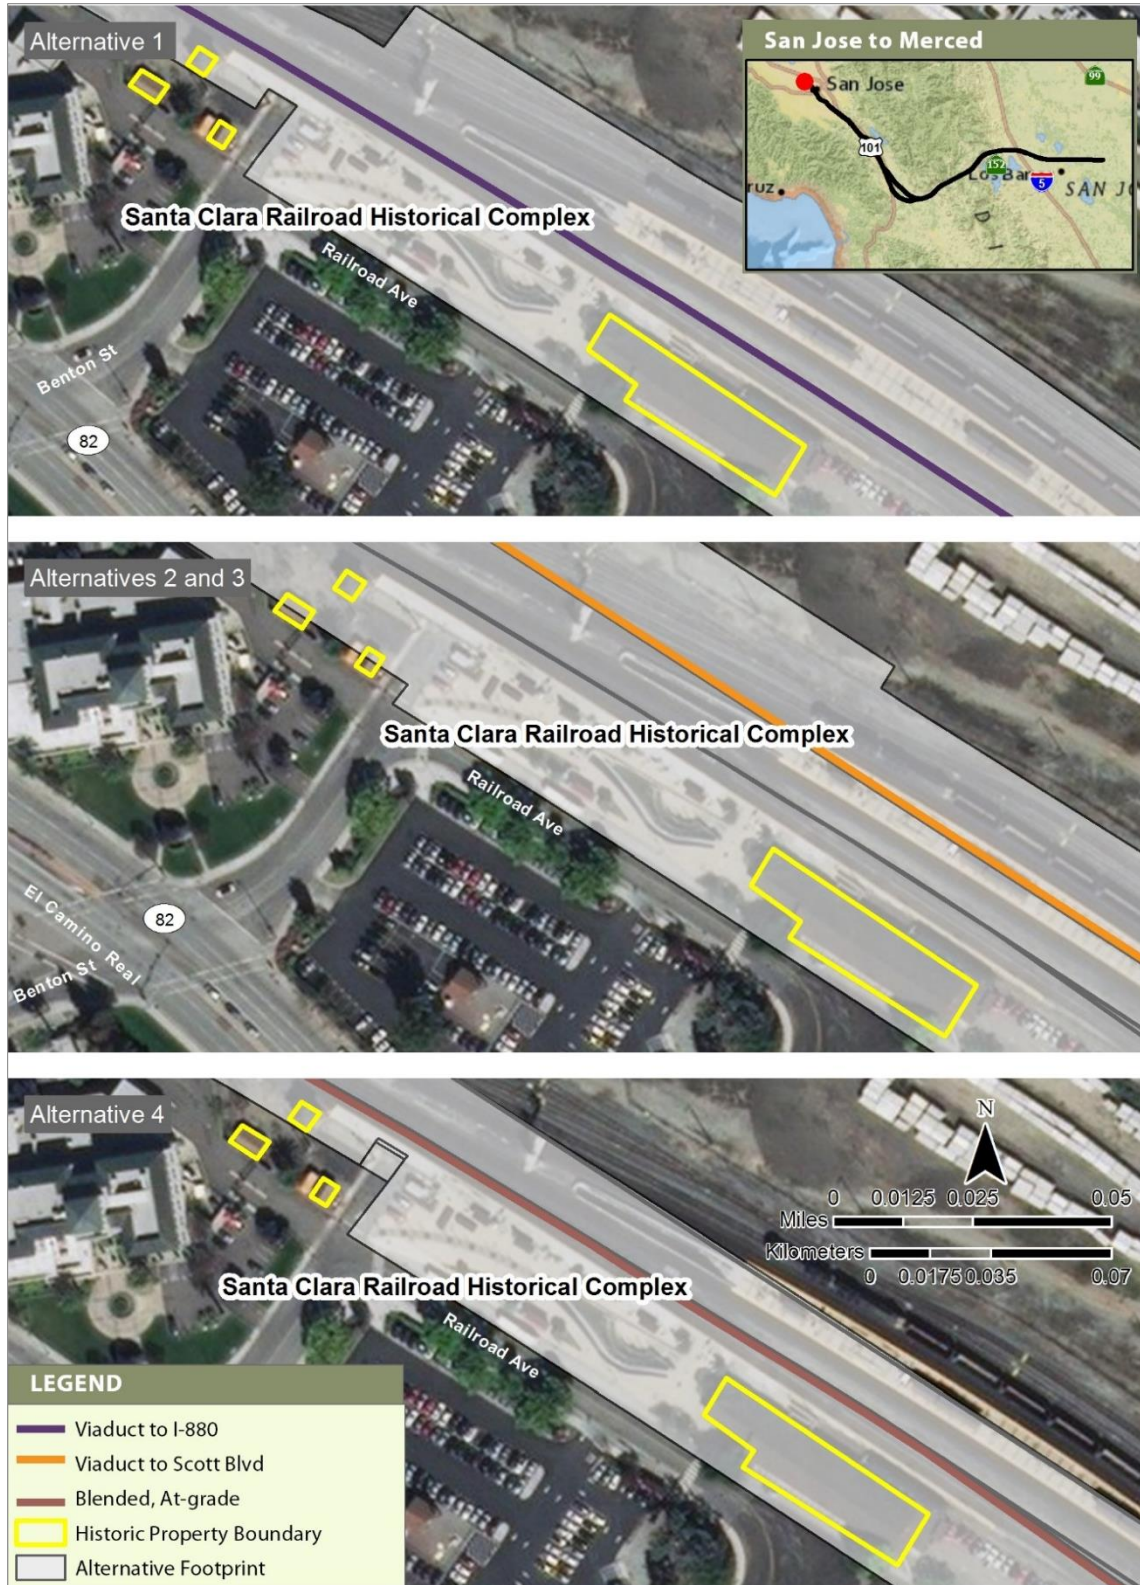 Alternative 1
San Jose to Merced
99
San Jose
101
152
Los Ban
5
SAN JO
ruz
D I
Santa Clara Railroad Historical Complex
Railroad Ave
Benton St
82
Alternatives 2 and 3
Santa Clara Railroad Historical Complex
Railroad Ave
82
El Camino Real
Benton St
Alternative 4
N
0 0.0125 0.025 0.05
Miles
Kilometers
0 0.0175 0.035 0.07
Santa Clara Railroad Historical Complex
Railroad Ave
LEGEND
Viaduct to I-880
Viaduct to Scott Blvd
Blended, At-grade
Historic Property Boundary
Alternative Footprint